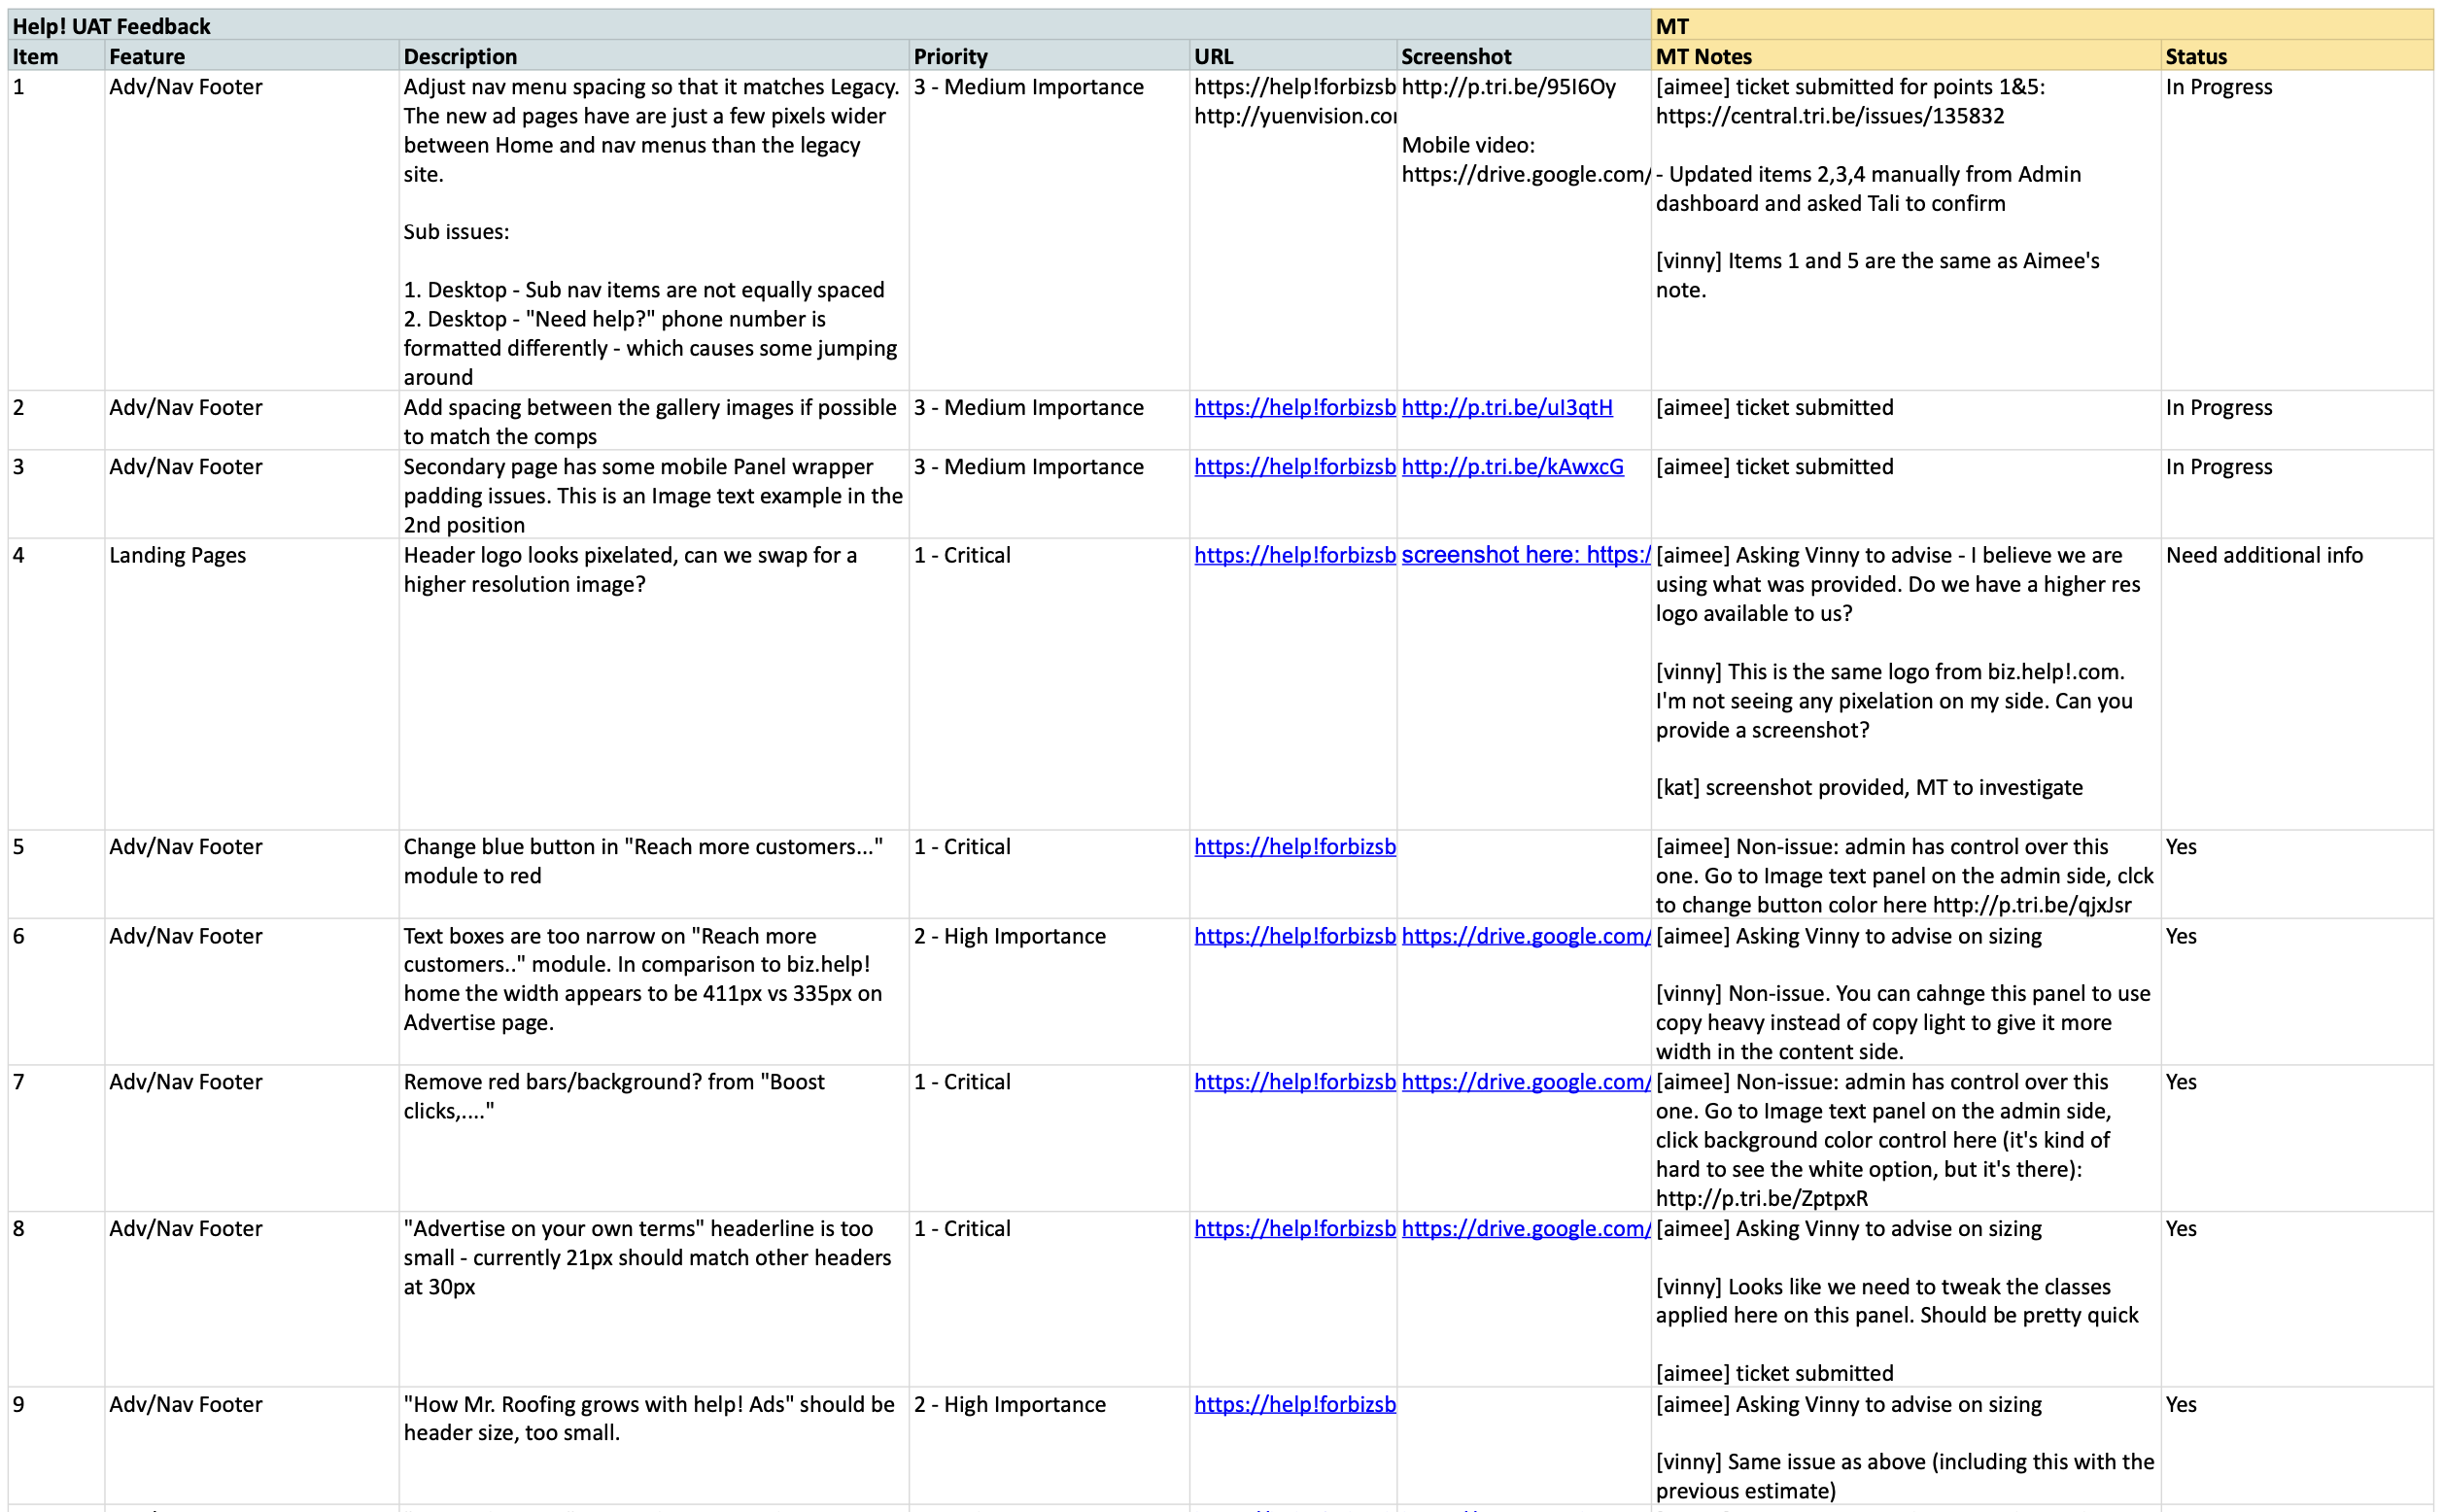 Help! UAT Feedback
MT
Item
Feature
Description
Priority
URL
Screenshot
MT Notes
Status
1
Adv/Nav Footer
Adjust nav menu spacing so that it matches Legacy.
The new ad pages have are just a few pixels wider
between Home and nav menus than the legacy
site.
Sub issues:
1. Desktop - Sub nav items are not equally spaced
2. Desktop - "Need help?" phone number is
formatted differently - which causes some jumping
around
3 - Medium Importance
https://help!forbizsb
http://yuenvision.co
http://p.tri.be/95I6Oy
Mobile video:
https://drive.google.com/
[aimee] ticket submitted for points 1&5:
https://central.tri.be/issues/135832
- Updated items 2,3,4 manually from Admin
dashboard and asked Tali to confirm
[vinny] Items 1 and 5 are the same as Aimee's
note.
In Progress
2
Adv/Nav Footer
Add spacing between the gallery images if possible
to match the comps
3 - Medium Importance
https://help!forbizsb
http://p.tri.be/uI3qtH
[aimee] ticket submitted
In Progress
3
Adv/Nav Footer
Secondary page has some mobile Panel wrapper
padding issues. This is an Image text example in the
2nd position
3 - Medium Importance
https://help!forbizsb
http://p.tri.be/kAwxcG
[aimee] ticket submitted
In Progress
4
Landing Pages
Header logo looks pixelated, can we swap for a
higher resolution image?
1 - Critical
https://help!forbizsb
screenshot here: https:/
[aimee] Asking Vinny to advise - I believe we are
using what was provided. Do we have a higher res
logo available to us?
[vinny] This is the same logo from biz.help!.com.
I'm not seeing any pixelation on my side. Can you
provide a screenshot?
[kat] screenshot provided, MT to investigate
Need additional info
5
Adv/Nav Footer
Change blue button in "Reach more customers..."
module to red
1 - Critical
https://help!forbizsb
[aimee] Non-issue: admin has control over this
one. Go to Image text panel on the admin side, clck
to change button color here http://p.tri.be/qjxJsr
Yes
6
Adv/Nav Footer
Text boxes are too narrow on "Reach more
customers.." module. In comparison to biz.help!
home the width appears to be 411px vs 335px on
Advertise page.
2 - High Importance
https://help!forbizsb
https://drive.google.com/
[aimee] Asking Vinny to advise on sizing
[vinny] Non-issue. You can cahnge this panel to use
copy heavy instead of copy light to give it more
width in the content side.
Yes
7
Adv/Nav Footer
Remove red bars/background? from "Boost
clicks,...."
1 - Critical
https://help!forbizsb
https://drive.google.com/
[aimee] Non-issue: admin has control over this
one. Go to Image text panel on the admin side,
click background color control here (it's kind of
hard to see the white option, but it's there):
http://p.tri.be/ZptpxR
Yes
8
Adv/Nav Footer
"Advertise on your own terms" headerline is too
small - currently 21px should match other headers
at 30px
1 - Critical
https://help!forbizsb
https://drive.google.com/
[aimee] Asking Vinny to advise on sizing
[vinny] Looks like we need to tweak the classes
applied here on this panel. Should be pretty quick
[aimee] ticket submitted
Yes
9
Adv/Nav Footer
"How Mr. Roofing grows with help! Ads" should be
header size, too small.
2 - High Importance
https://help!forbizsb
[aimee] Asking Vinny to advise on sizing
[vinny] Same issue as above (including this with the
previous estimate)
Yes